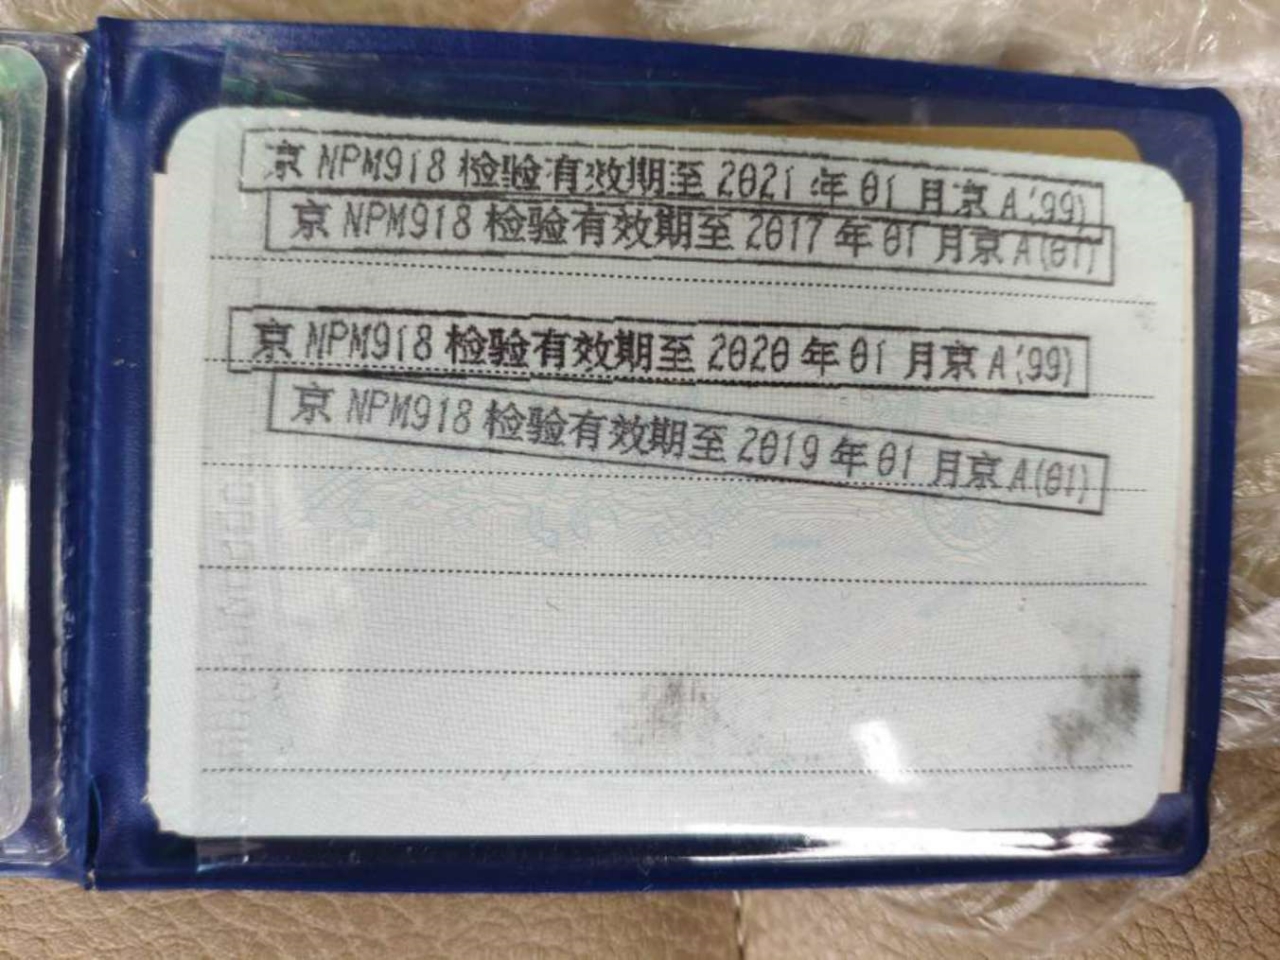 京 NPM918 检验有效期至 2021 年 01 月京 A(99)
京 NPM918 检验有效期至 2017 年 01 月京 A(01)
京 NPM918 检验有效期至 2020 年 01 月京 A(99)
京 NPM918 检验有效期至 2019 年 01 月京 A(01)